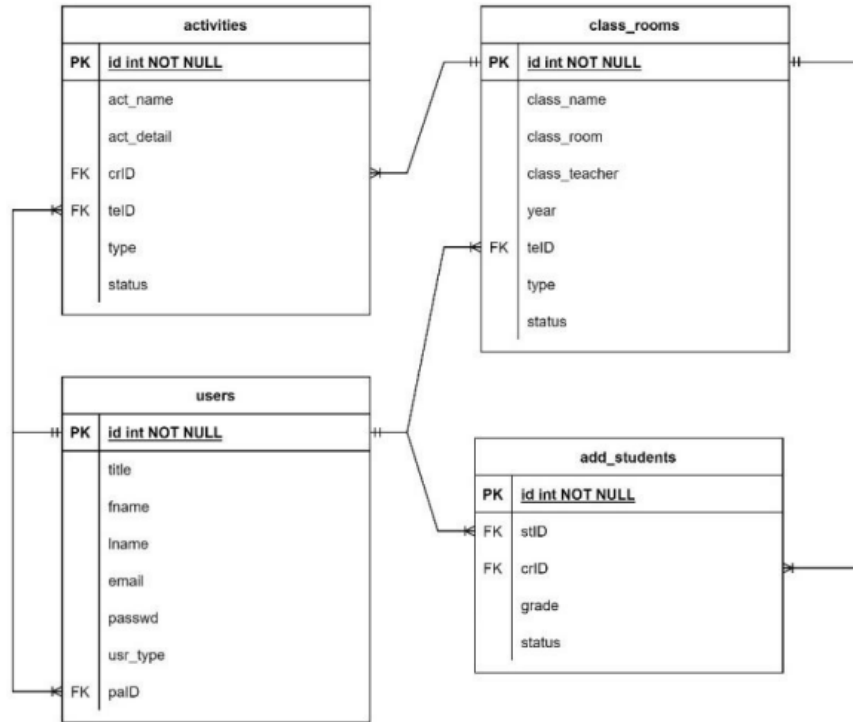 activities
PK id int NOT NULL
act_name
act_detail
FK crID
FK teID
type
status
class_rooms
PK id int NOT NULL
class_name
class_room
class_teacher
year
FK teID
type
status
users
PK id int NOT NULL
title
fname
lname
email
passwd
usr_type
FK paID
add_students
PK id int NOT NULL
FK stID
FK crID
grade
status